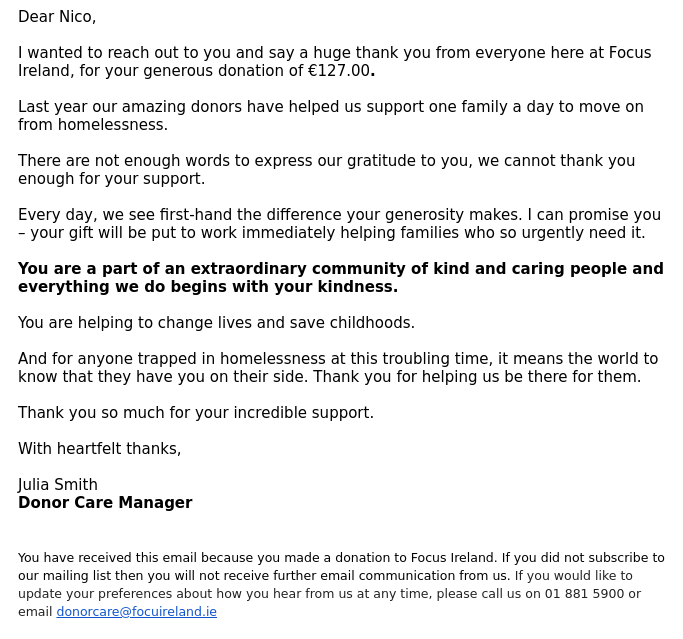 Dear Nico,
I wanted to reach out to you and say a huge thank you from everyone here at Focus
Ireland, for your generous donation of €127.00.
Last year our amazing donors have helped us support one family a day to move on
from homelessness.
There are not enough words to express our gratitude to you, we cannot thank you
enough for your support.
Every day, we see first-hand the difference your generosity makes. I can promise you
– your gift will be put to work immediately helping families who so urgently need it.
You are a part of an extraordinary community of kind and caring people and
everything we do begins with your kindness.
You are helping to change lives and save childhoods.
And for anyone trapped in homelessness at this troubling time, it means the world to
know that they have you on their side. Thank you for helping us be there for them.
Thank you so much for your incredible support.
With heartfelt thanks,
Julia Smith
Donor Care Manager
You have received this email because you made a donation to Focus Ireland. If you did not subscribe to
our mailing list then you will not receive further email communication from us. If you would like to
update your preferences about how you hear from us at any time, please call us on 01 881 5900 or
email donorcare@focuireland.ie